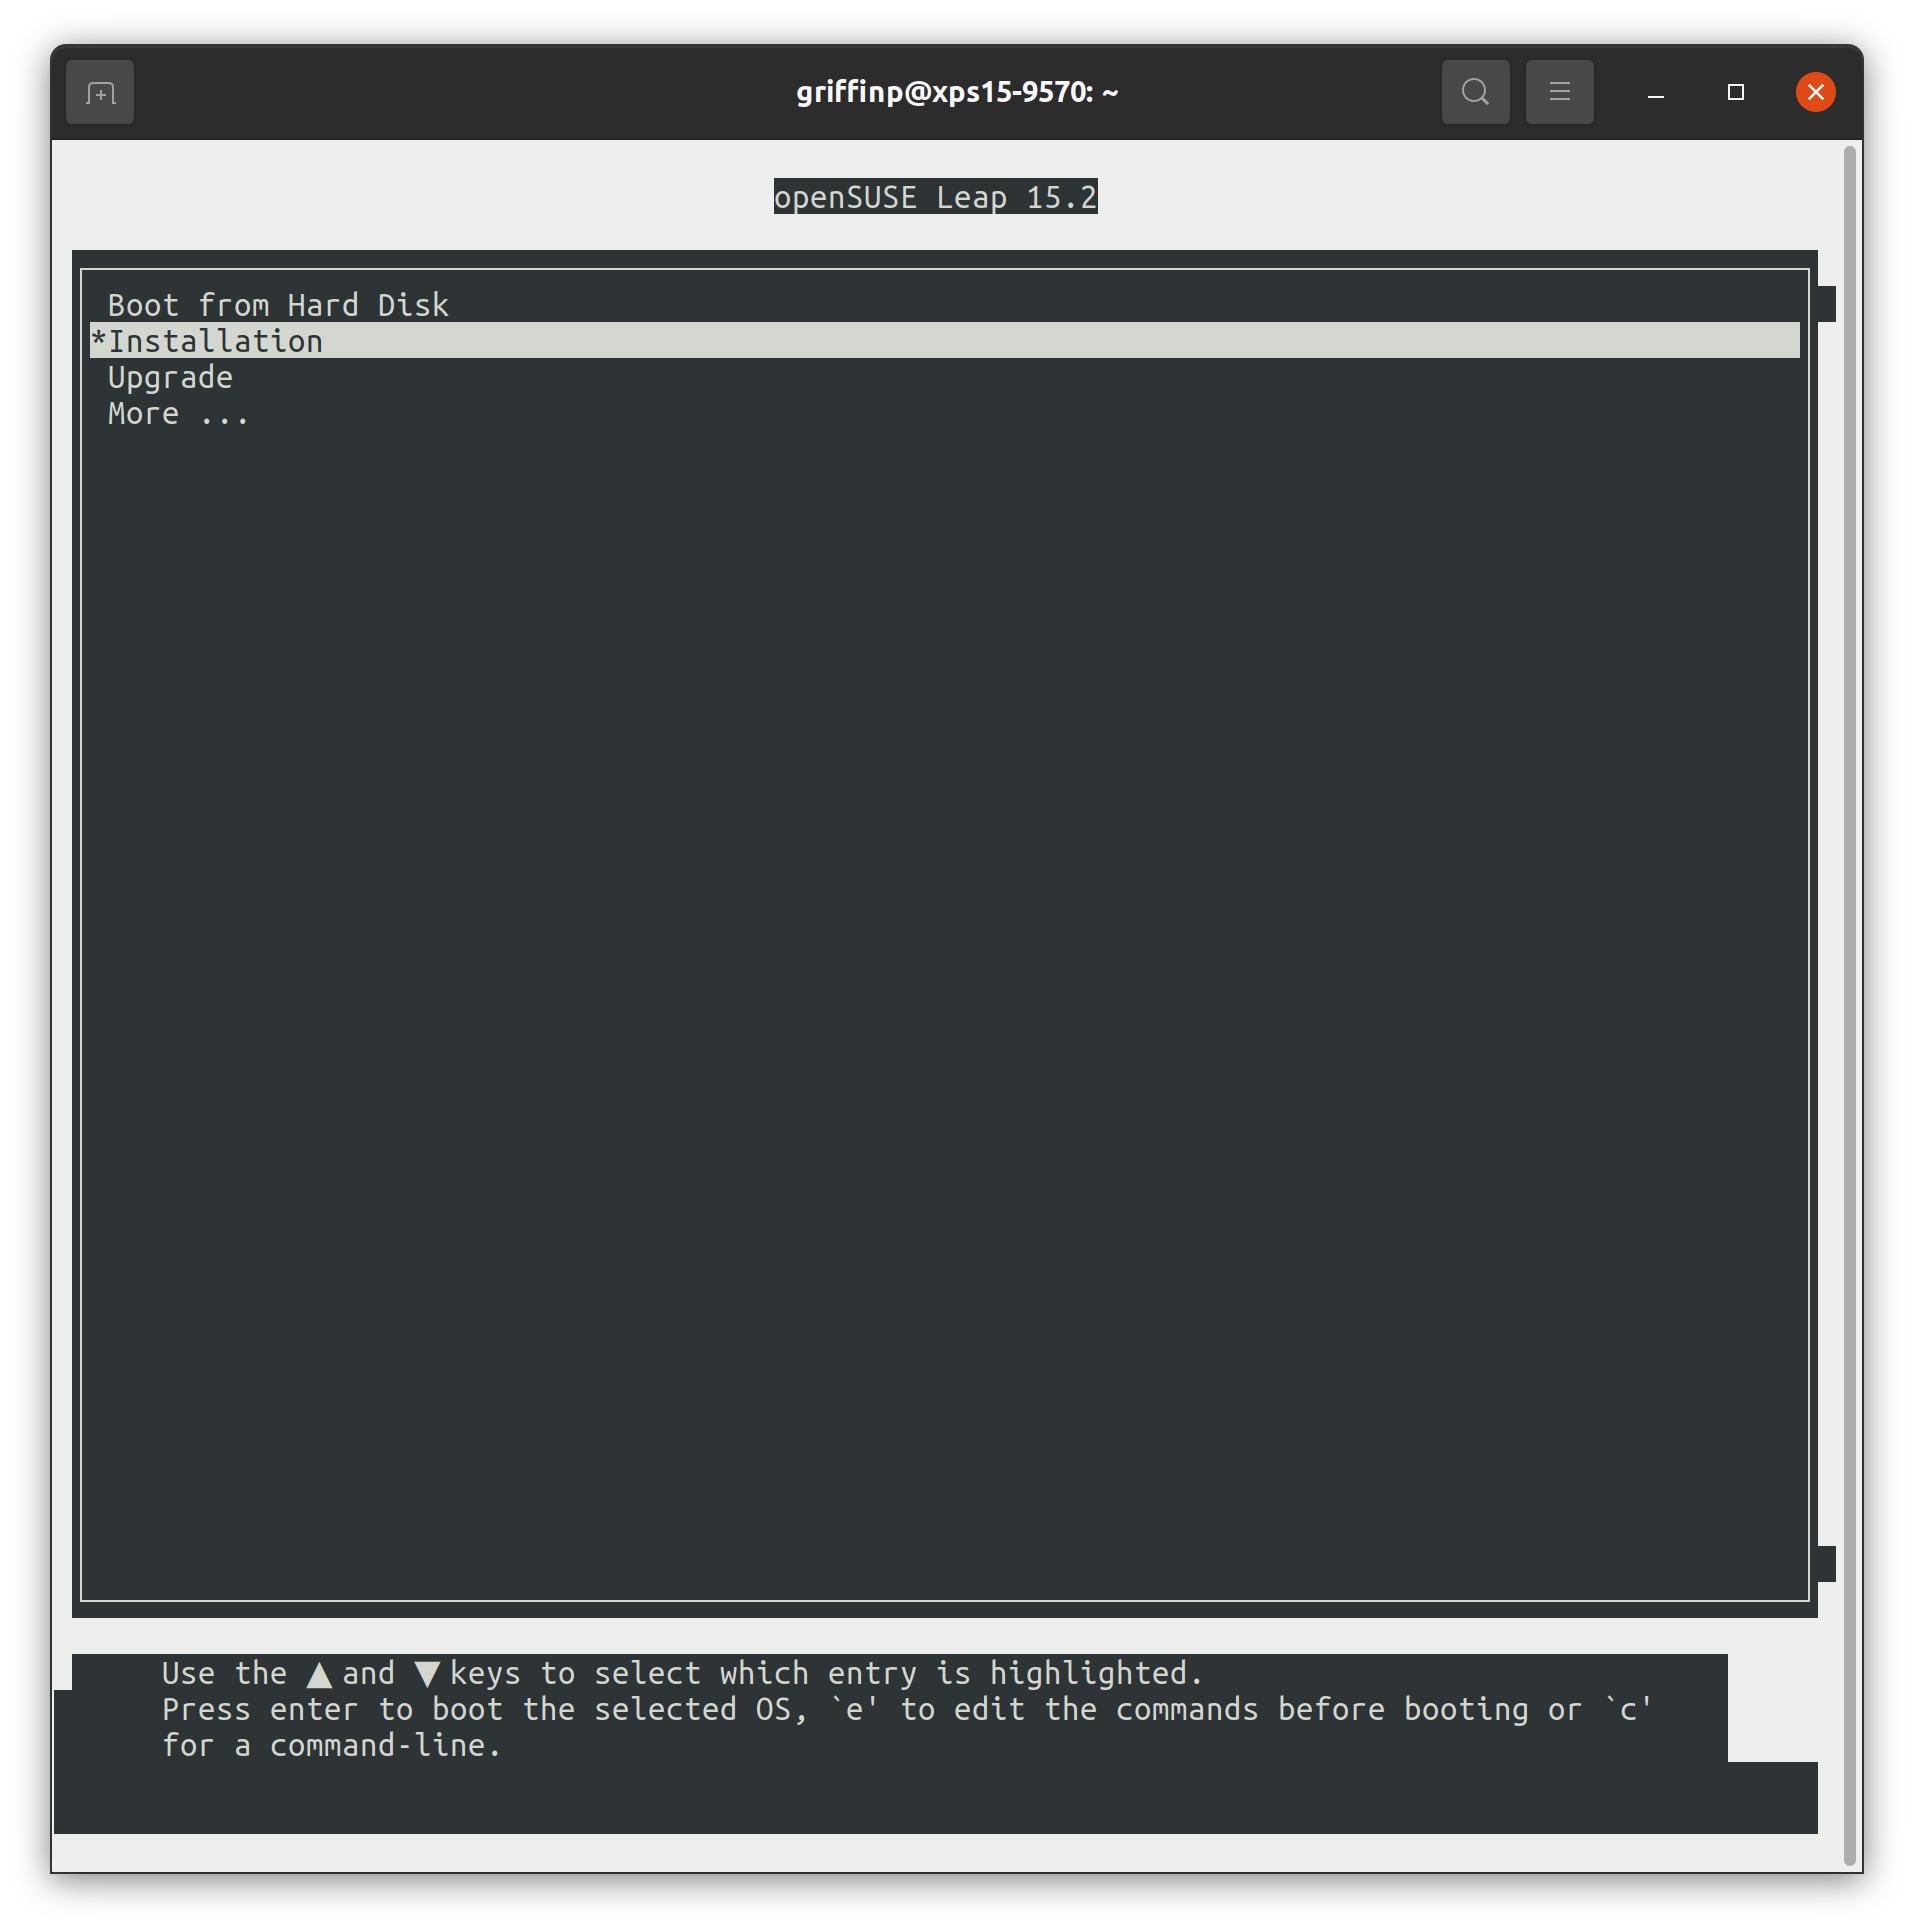 griffinp@xps15-9570: ~
openSUSE Leap 15.2
Boot from Hard Disk
*Installation
Upgrade
More ...
Use the ▲ and ▼ keys to select which entry is highlighted.
Press enter to boot the selected OS, `e' to edit the commands before booting or `c'
for a command-line.